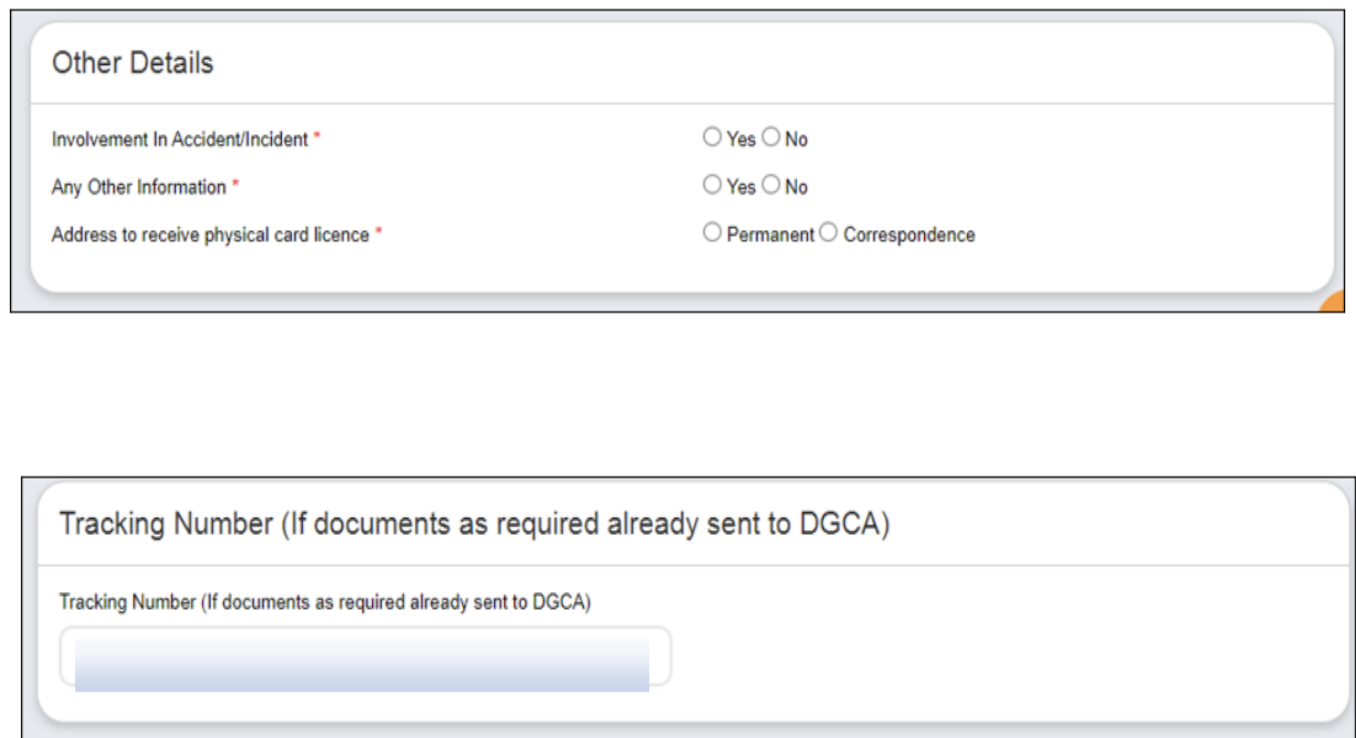 Other Details
Involvement In Accident/Incident * Yes No
Any Other Information * Yes No
Address to receive physical card licence * Permanent Correspondence
Tracking Number (If documents as required already sent to DGCA)
Tracking Number (If documents as required already sent to DGCA)